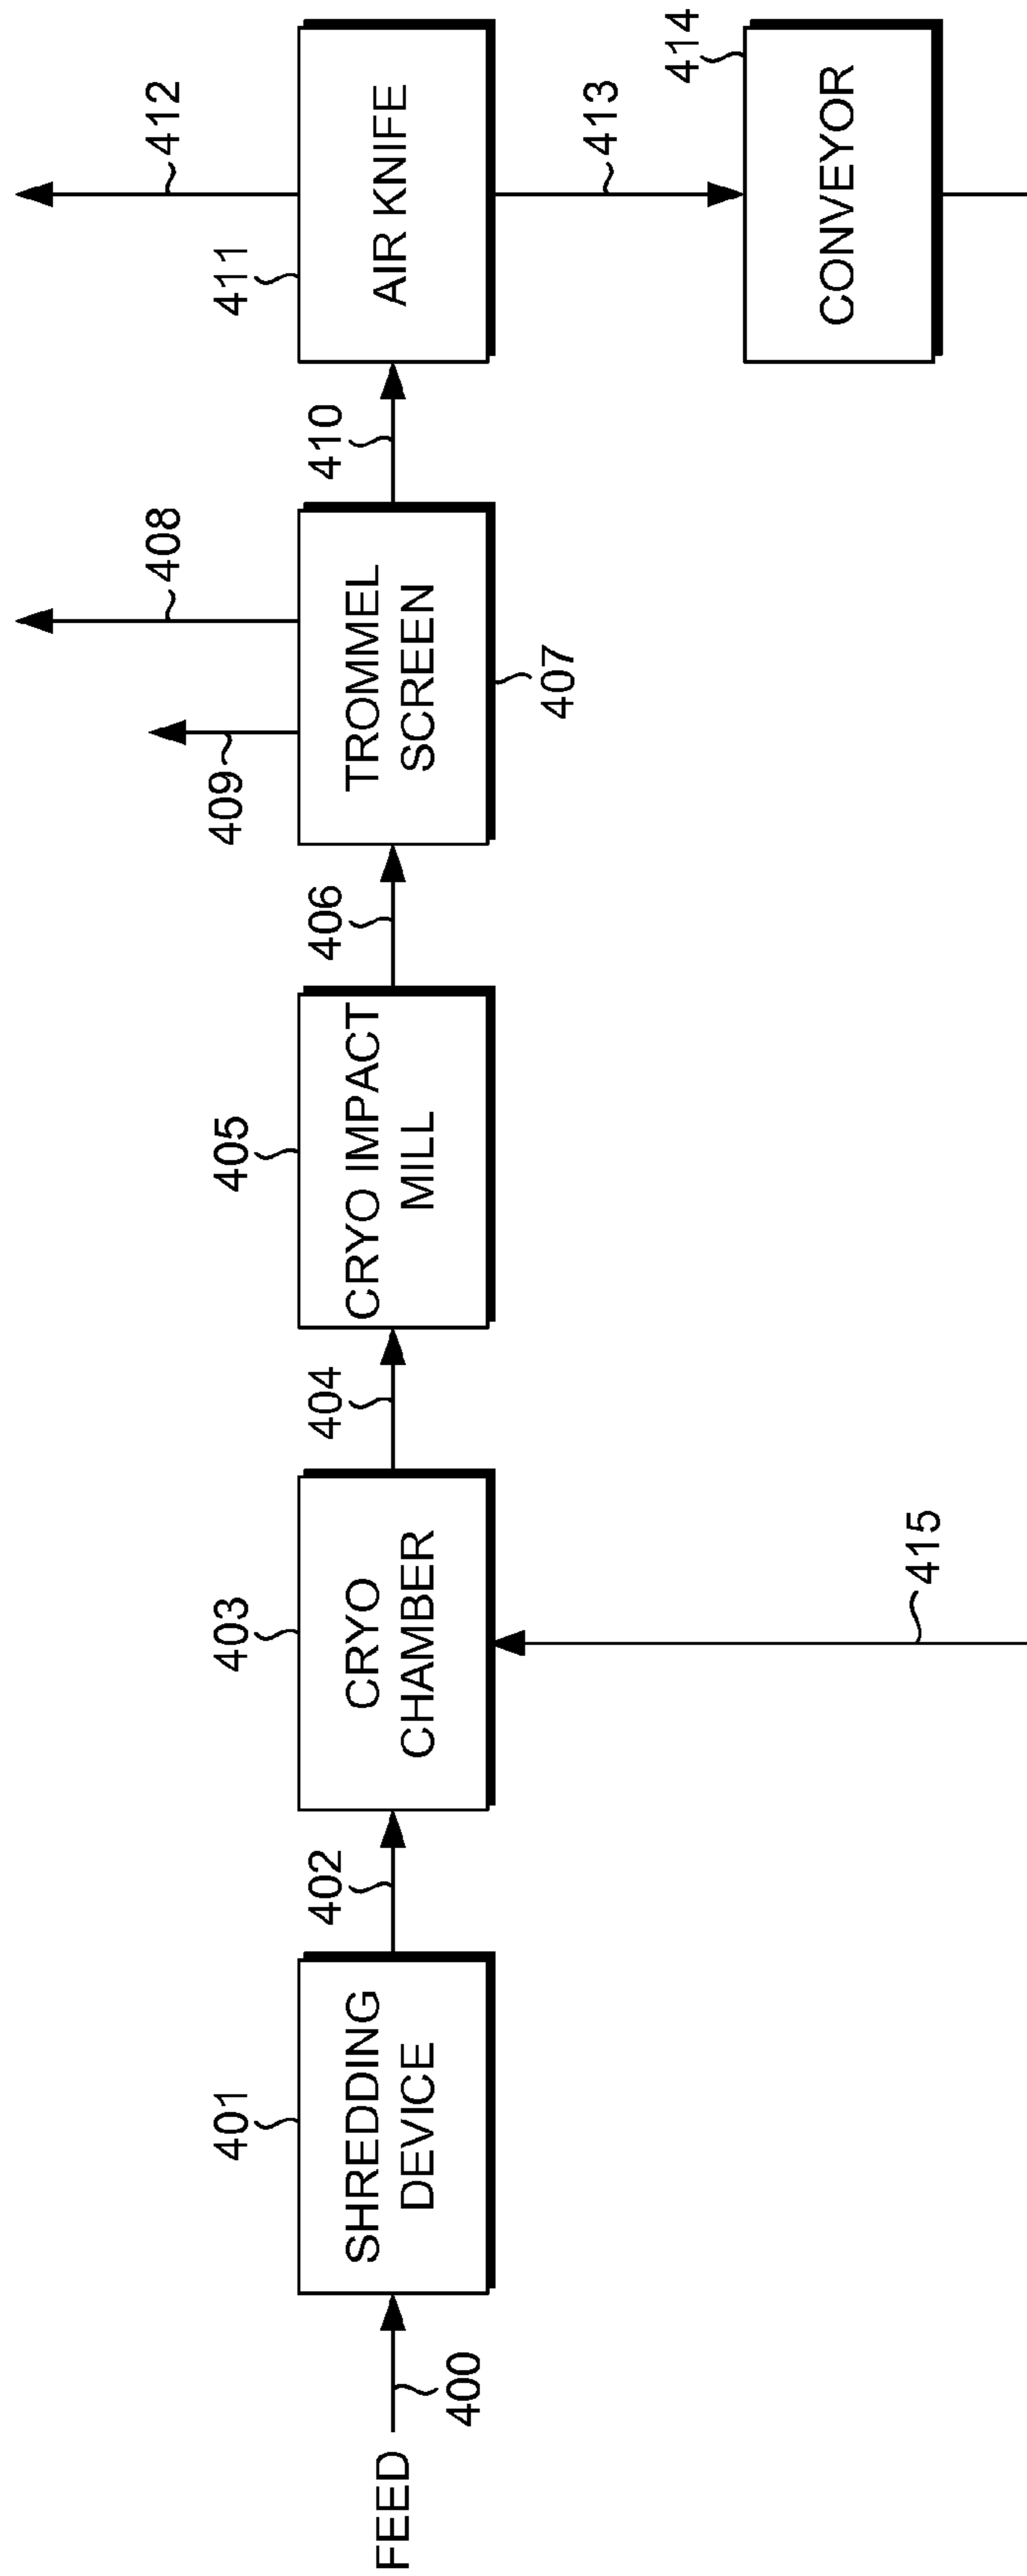 FEED
400
401
SHREDDING
DEVICE
402
403
CRYO
CHAMBER
404
405
CRYO IMPACT
MILL
406
407
TROMMEL
SCREEN
409
408
410
411
AIR KNIFE
412
413
414
CONVEYOR
415